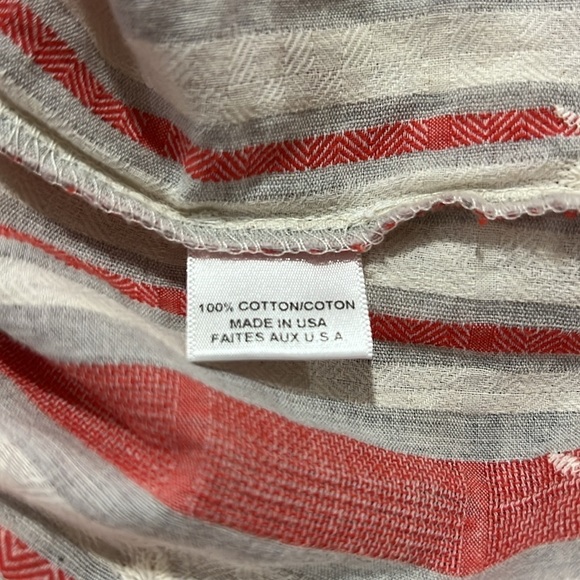 100% COTTON/COTON
MADE IN USA
FAITES AUX U.S.A